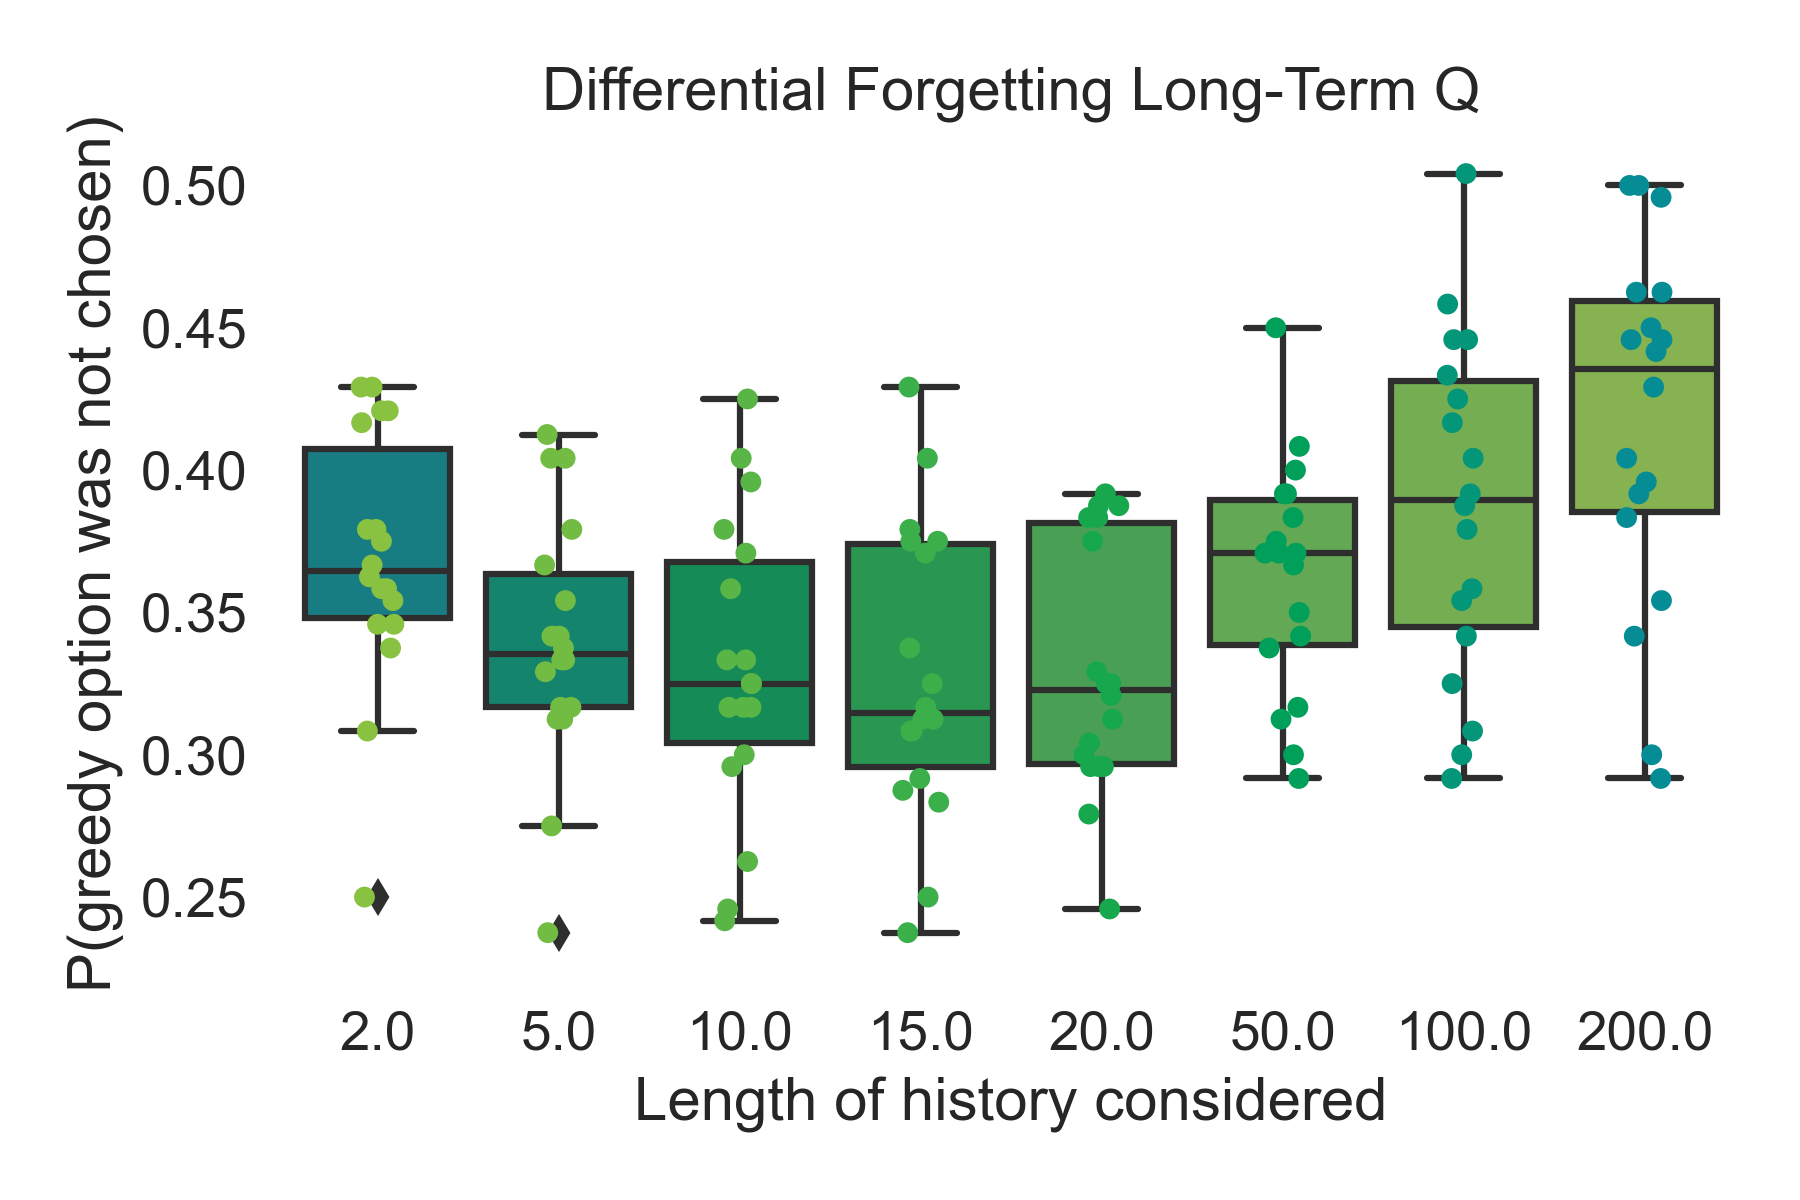 Differential Forgetting Long-Term Q
P(greedy option was not chosen)
0.50
0.45
0.40
0.35
0.30
0.25
2.0 5.0 10.0 15.0 20.0 50.0 100.0 200.0
Length of history considered